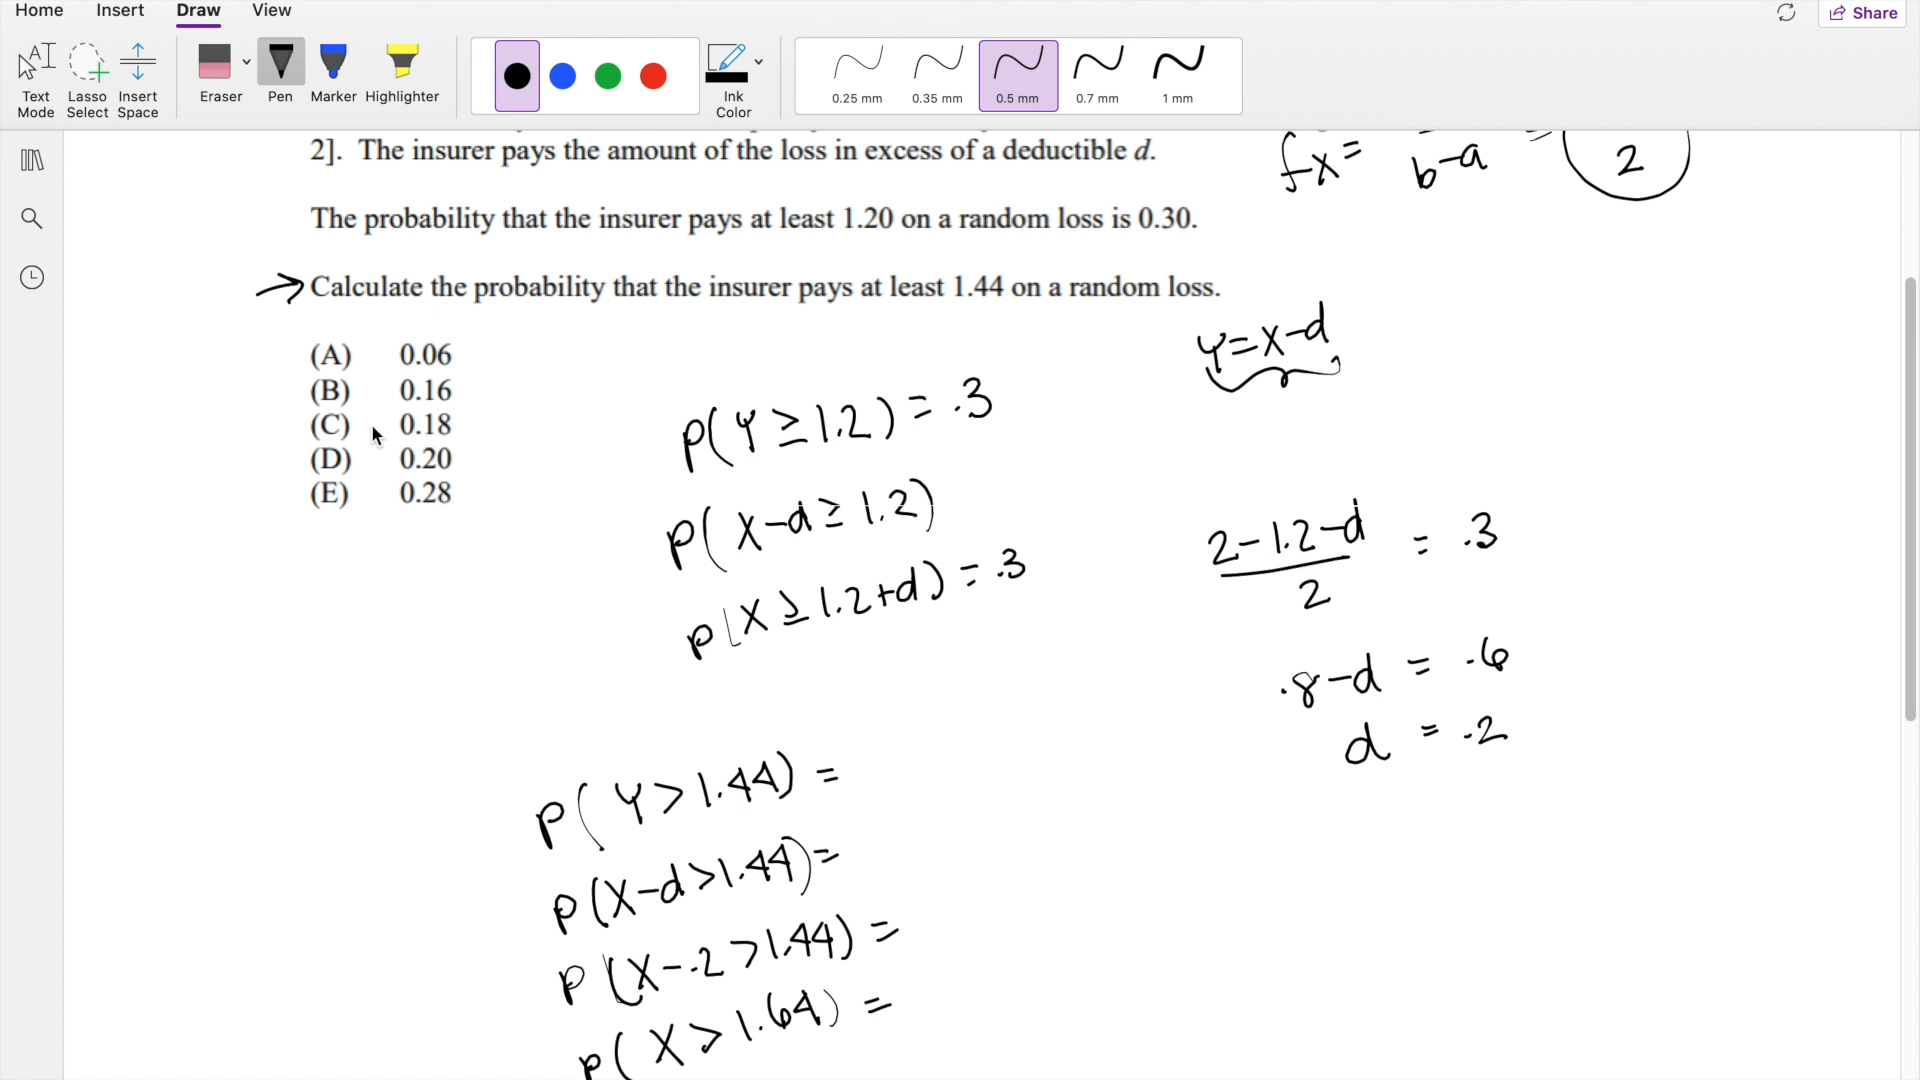 Home Insert Draw View
Share
Text Mode
Lasso Select
Insert Space
Eraser
Pen
Marker
Highlighter
Ink Color
0.25 mm
0.35 mm
0.5 mm
0.7 mm
1 mm
2]. The insurer pays the amount of the loss in excess of a deductible d.
fx = b-a = 2
The probability that the insurer pays at least 1.20 on a random loss is 0.30.
Calculate the probability that the insurer pays at least 1.44 on a random loss.
(A) 0.06
(B) 0.16
(C) 0.18
(D) 0.20
(E) 0.28
Y=X-d
P(Y ≥ 1.2) = .3
P(X-d ≥ 1.2)
P(X ≥ 1.2+d) = .3
2-1.2-d = .3
2
.8-d = .6
d = .2
P(Y > 1.44) =
P(X-d > 1.44) =
P(X-.2 > 1.44) =
P(X > 1.64) =